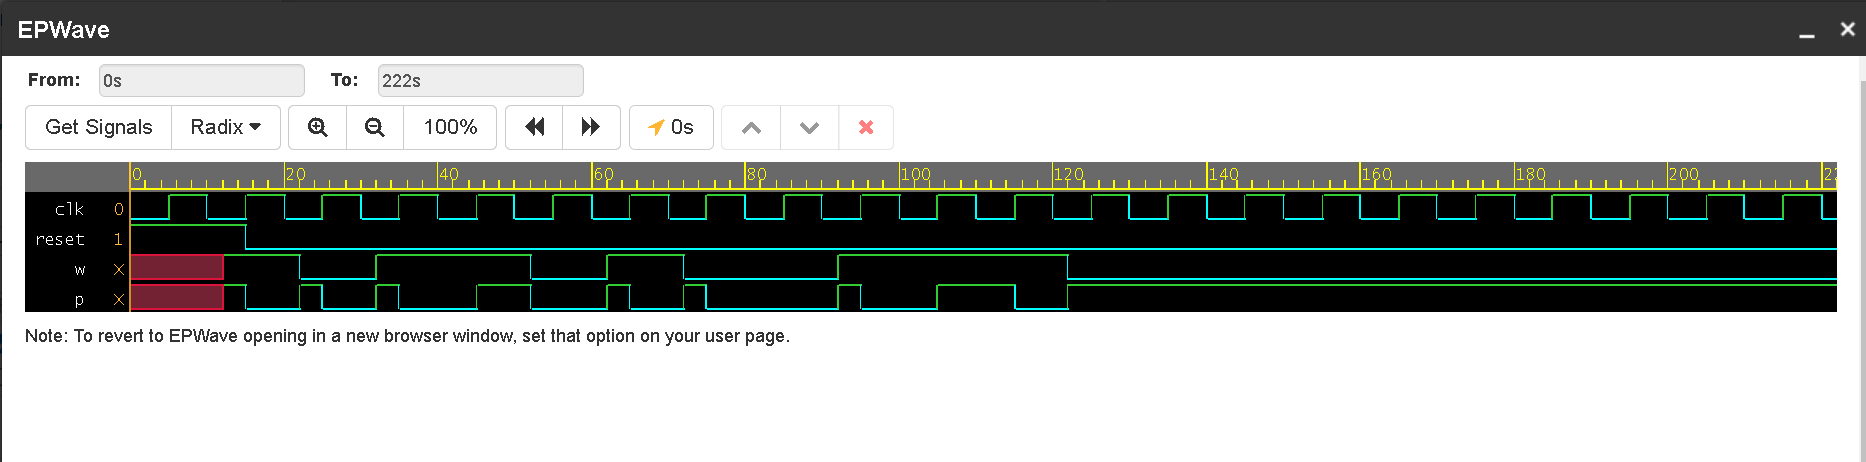 EPWave
From: 0s To: 222s
Get Signals Radix 100% 0s
0 20 40 60 80 100 120 140 160 180 200 22
clk 0
reset 1
w X
p X
Note: To revert to EPWave opening in a new browser window, set that option on your user page.